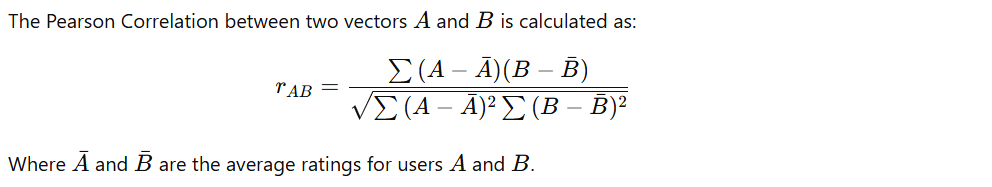 The Pearson Correlation between two vectors A and B is calculated as:
r_{AB} = \frac{\sum (A - \bar{A})(B - \bar{B})}{\sqrt{\sum (A - \bar{A})^2 \sum (B - \bar{B})^2}}
Where \bar{A} and \bar{B} are the average ratings for users A and B.